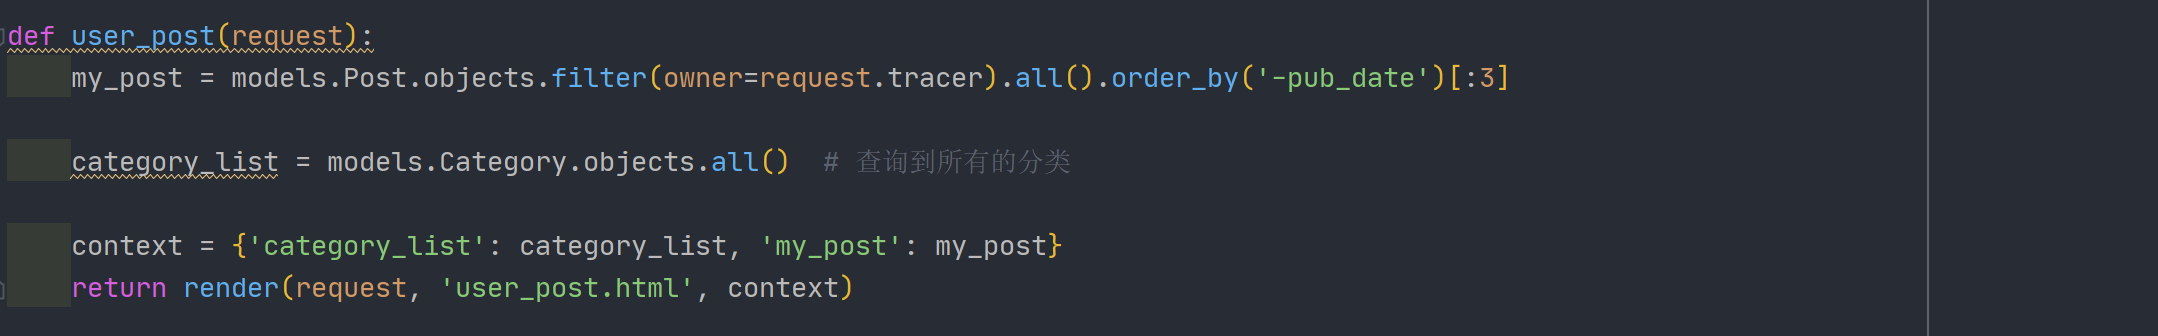 def user_post(request):
    my_post = models.Post.objects.filter(owner=request.tracer).all().order_by('-pub_date')[:3]
    category_list = models.Category.objects.all()  # 查询到所有的分类
    context = {'category_list': category_list, 'my_post': my_post}
    return render(request, 'user_post.html', context)